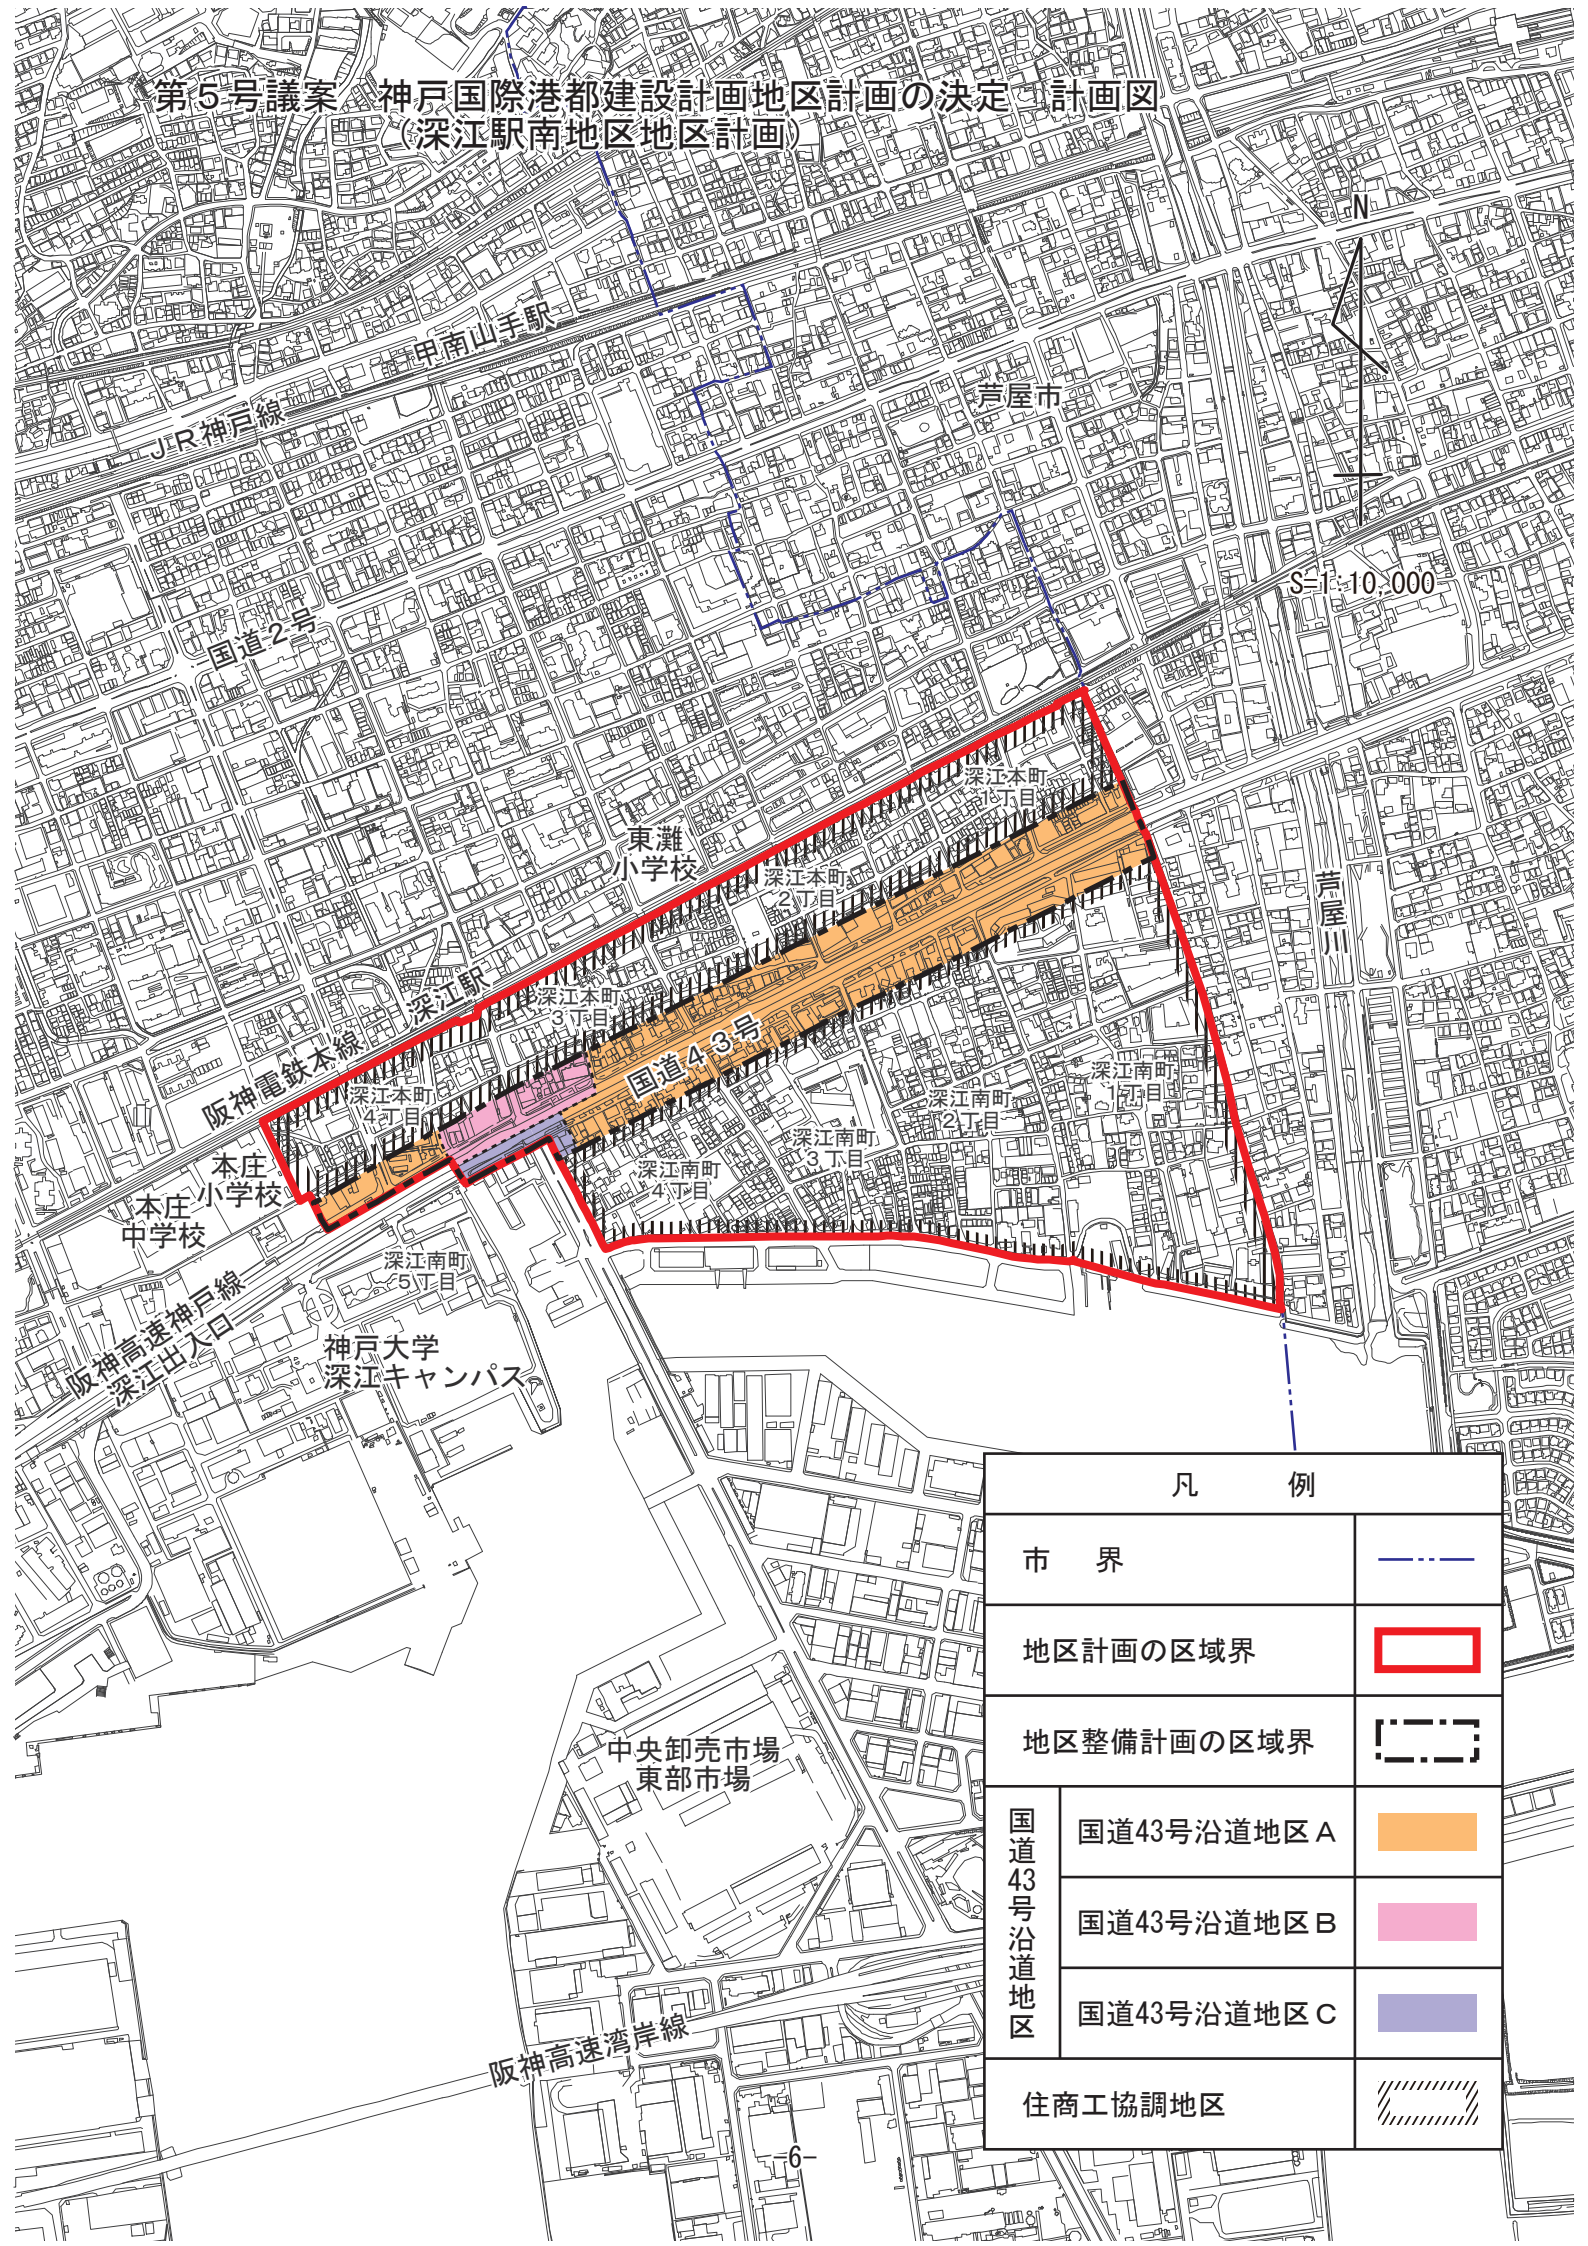 第５号議案　神戸国際港都建設計画地区計画の決定　計画図
（深江駅南地区地区計画）
N
甲南山手駅
芦屋市
ＪＲ神戸線
S=1:10,000
国道２号
深江本町
１丁目
東灘
小学校
深江本町
２丁目
芦屋川
深江駅
深江本町
３丁目
国道４３号
阪神電鉄本線
深江本町
４丁目
深江南町
１丁目
深江南町
２丁目
深江南町
３丁目
深江南町
４丁目
本庄
小学校
本庄
中学校
深江南町
５丁目
阪神高速神戸線
深江出入口
神戸大学
深江キャンパス
中央卸売市場
東部市場
阪神高速湾岸線
凡　例
市　界
地区計画の区域界
地区整備計画の区域界
国道43号沿道地区
国道43号沿道地区Ａ
国道43号沿道地区Ｂ
国道43号沿道地区Ｃ
住商工協調地区
-6-